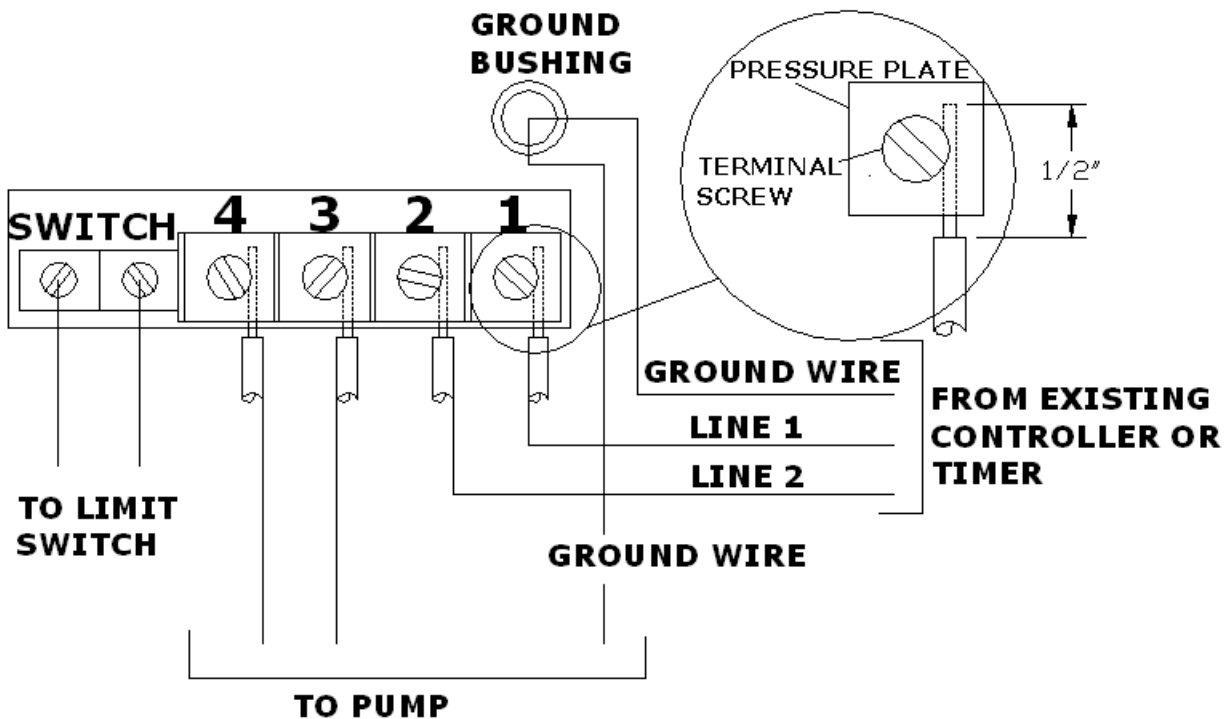 GROUND
BUSHING
PRESSURE PLATE
TERMINAL
SCREW
1/2"
SWITCH 4 3 2 1
GROUND WIRE
LINE 1
LINE 2
FROM EXISTING
CONTROLLER OR
TIMER
TO LIMIT
SWITCH
GROUND WIRE
TO PUMP